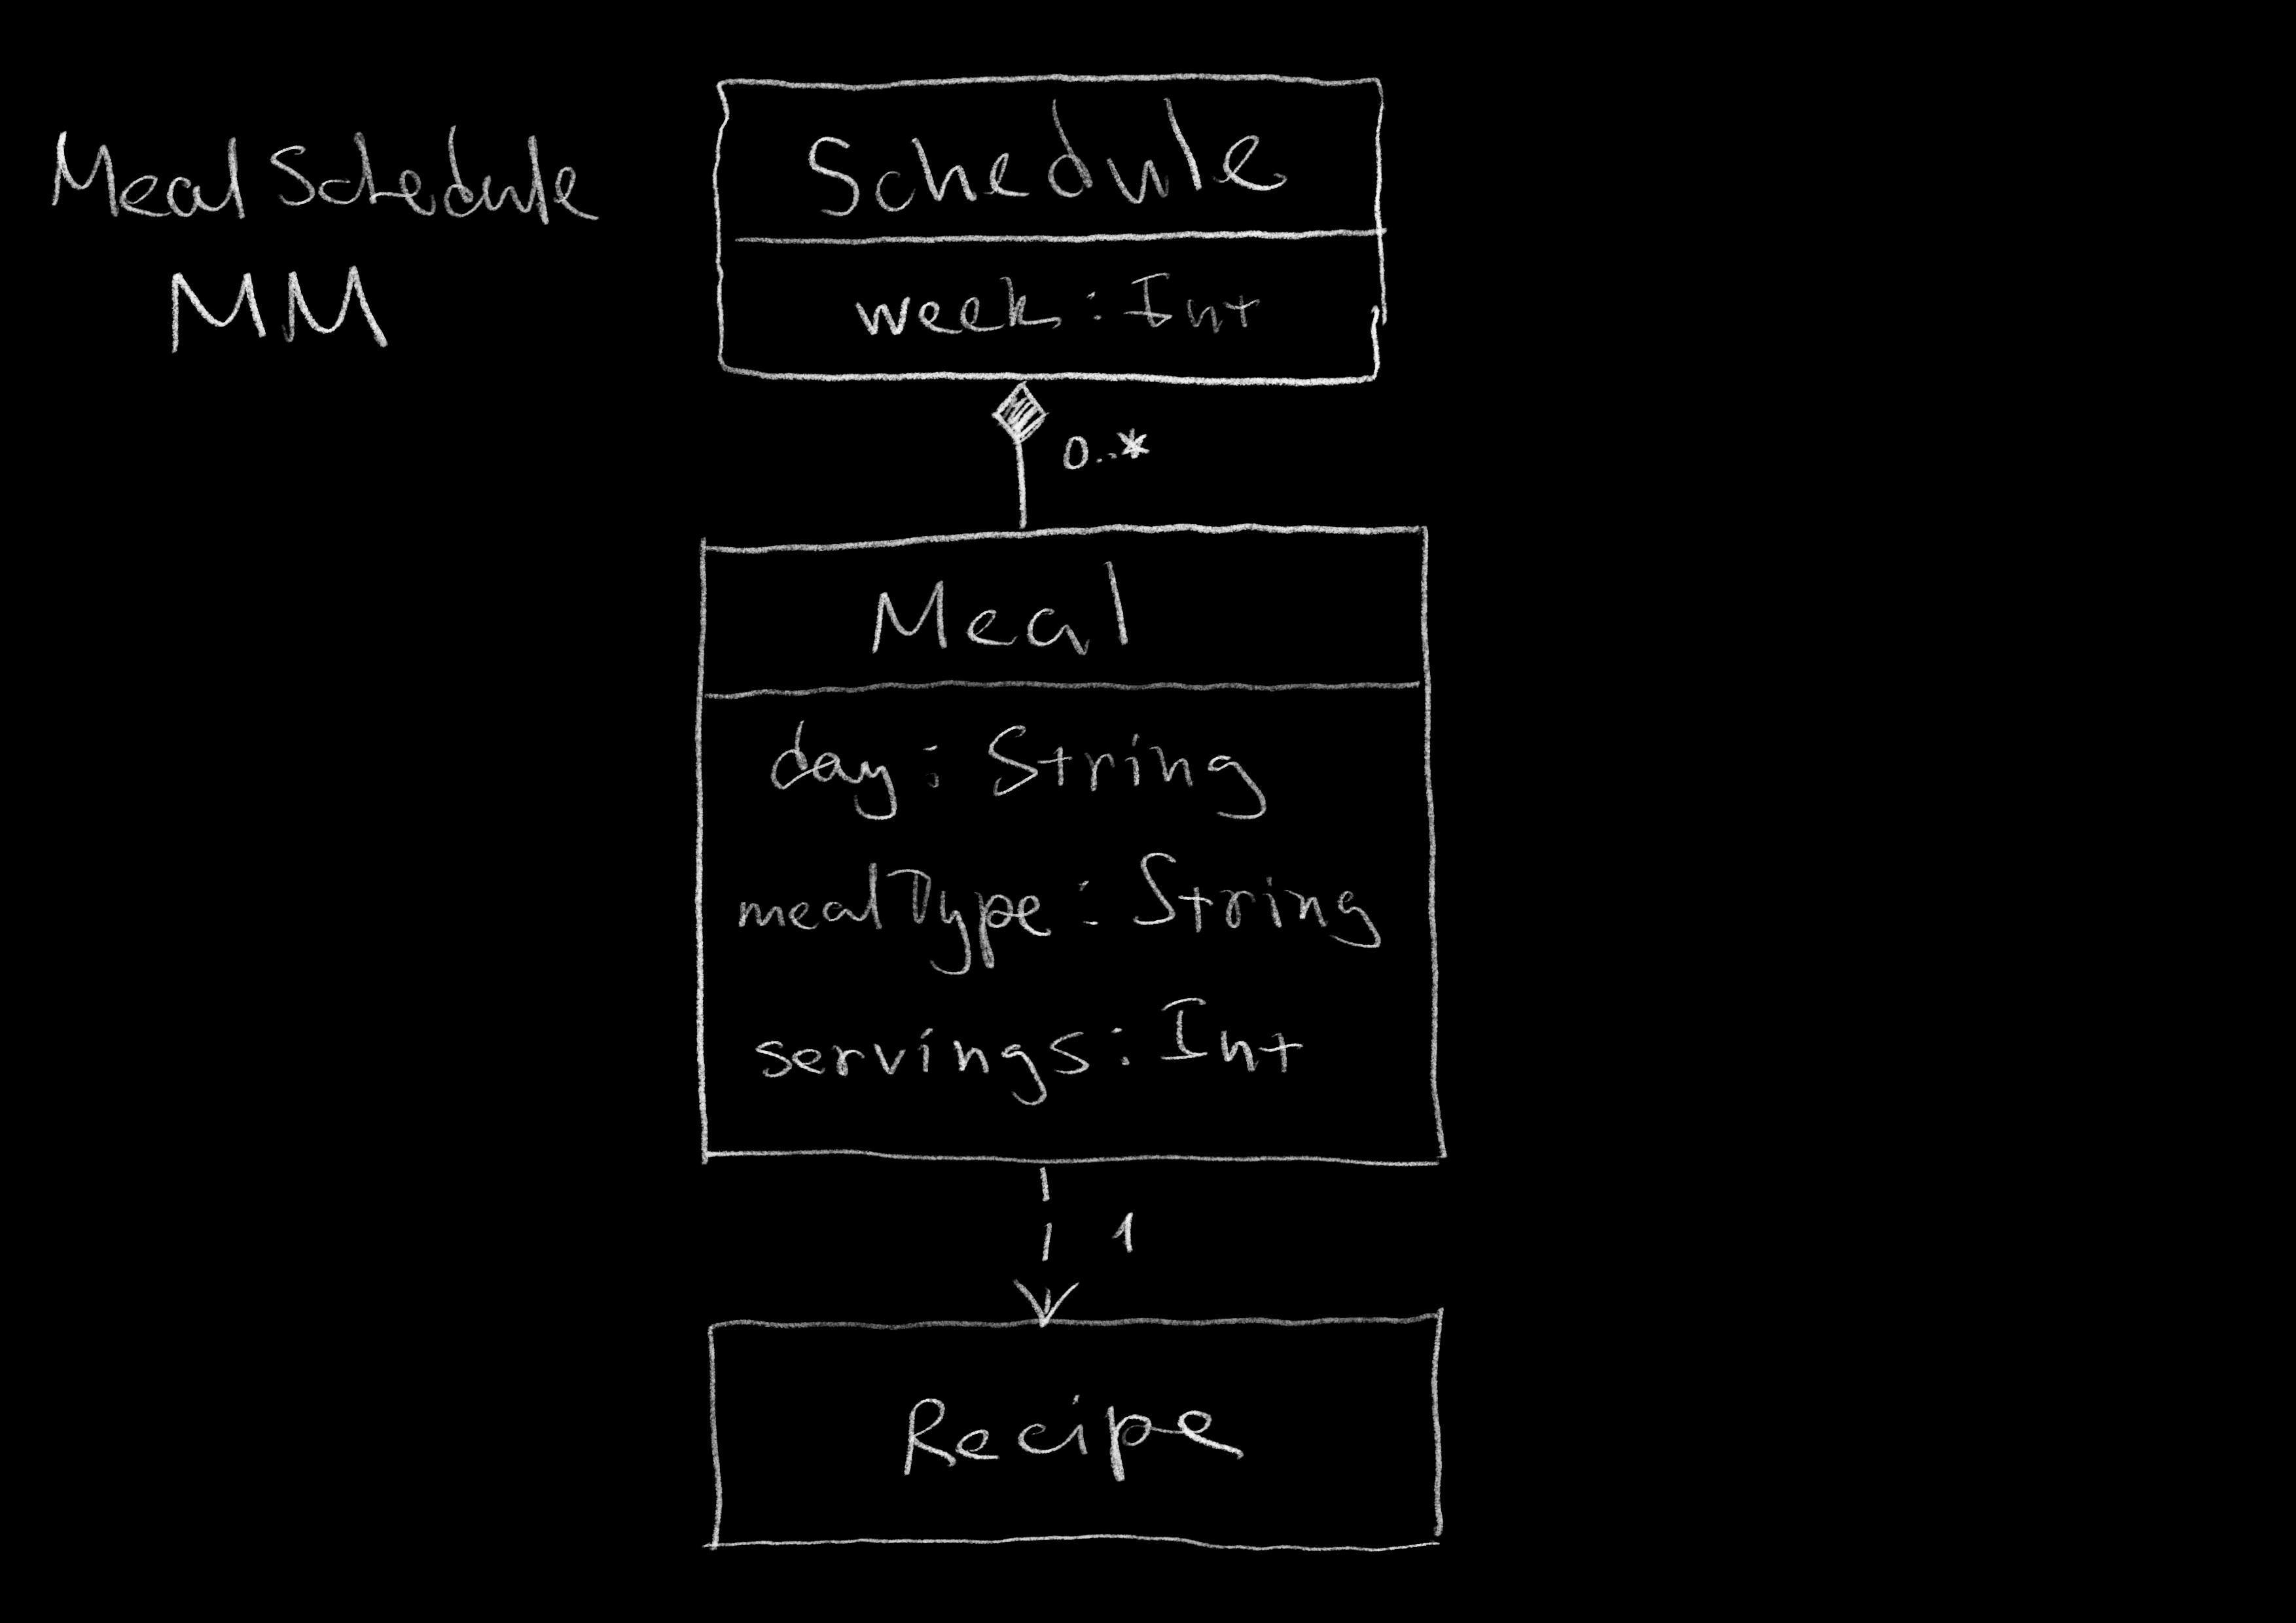 Meal Schedule
MM
Schedule
week: Int
0..*
Meal
day: String
mealType: String
servings: Int
1
Recipe